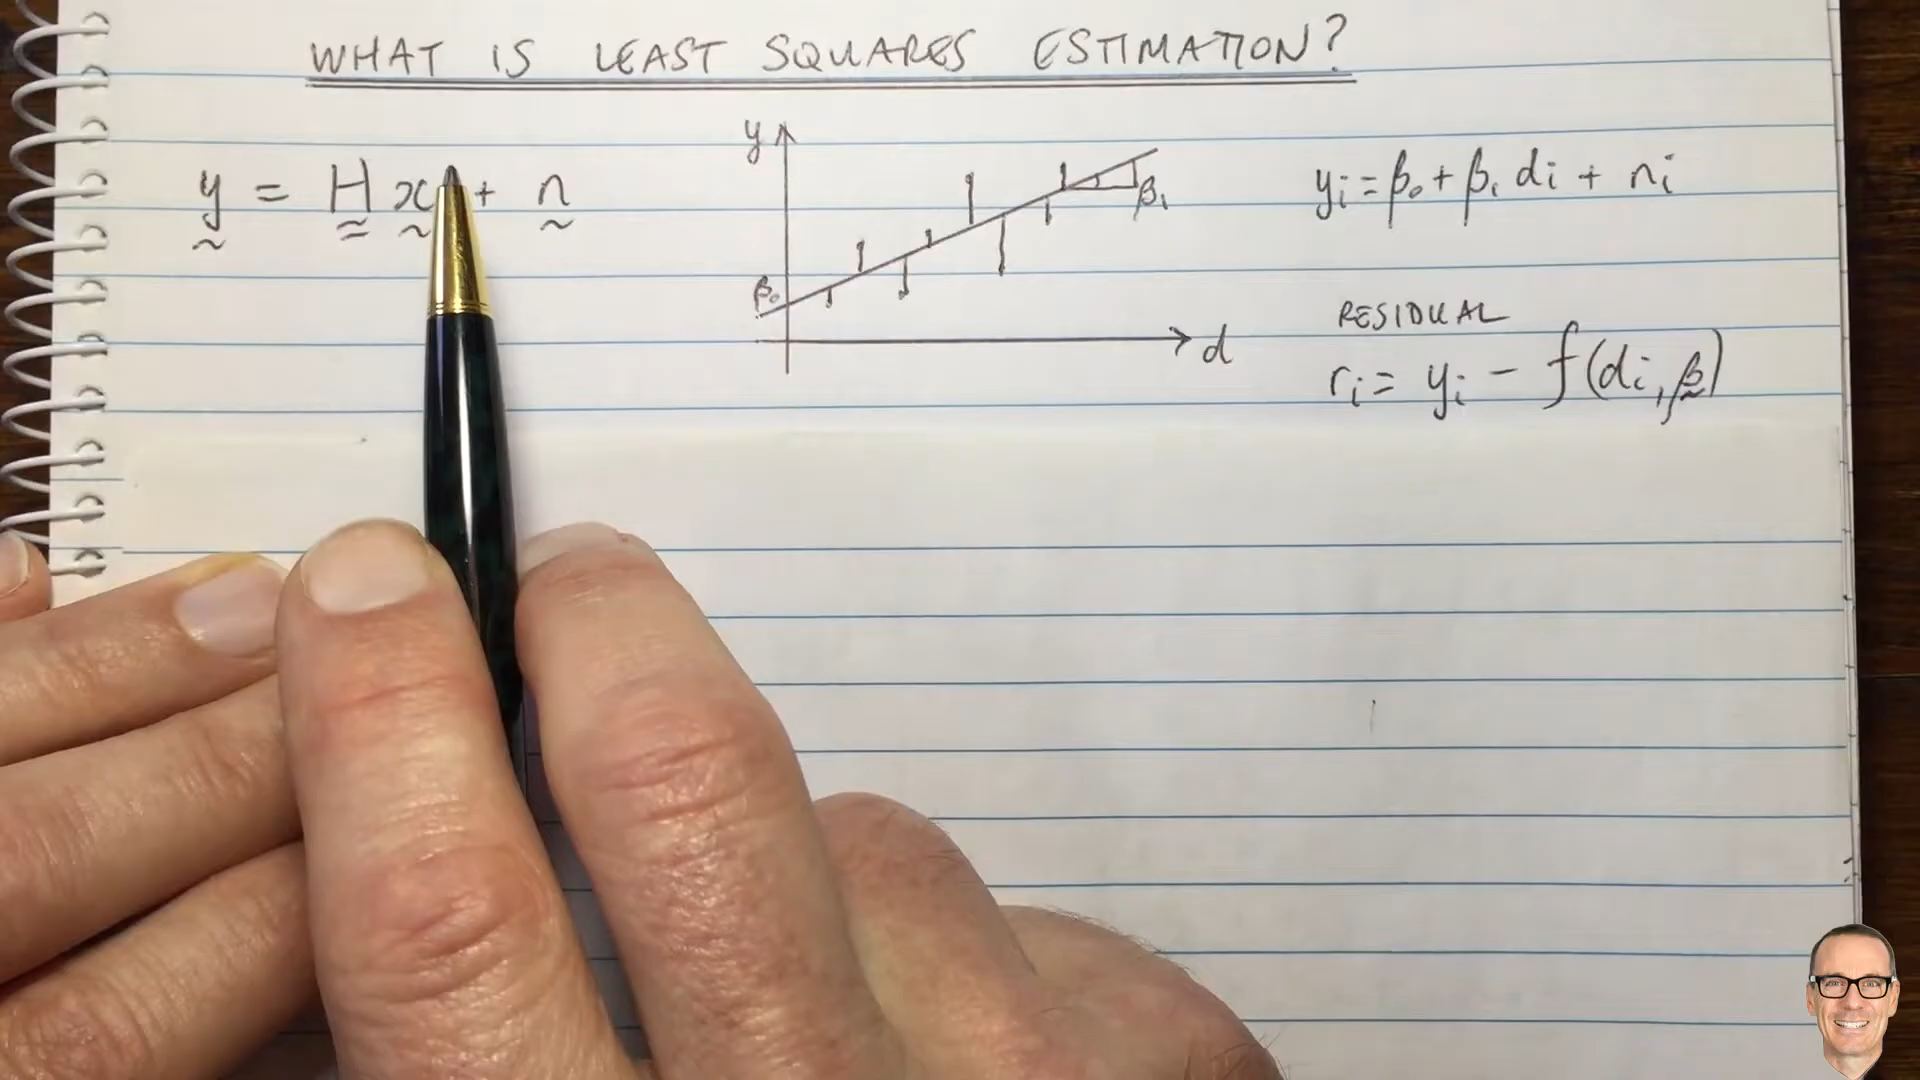 WHAT IS LEAST SQUARES ESTIMATION?
y = H x + n
y
β₁
β₀
d
yᵢ = β₀ + β₁ dᵢ + nᵢ
RESIDUAL
rᵢ = yᵢ - f(dᵢ, β)